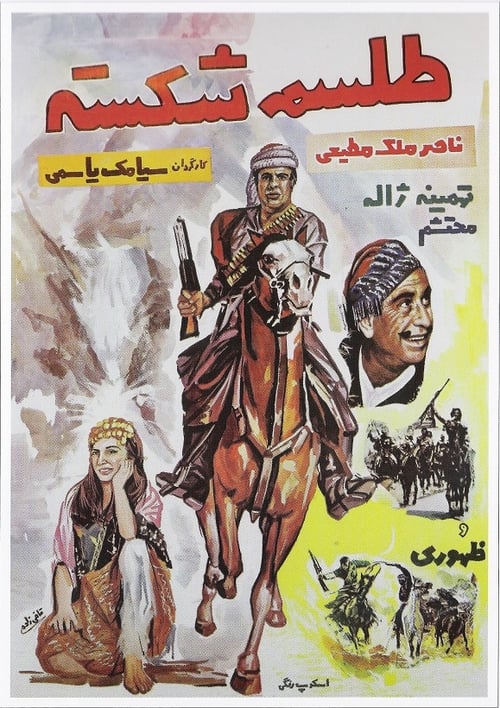 طلسم شکسته
ناصر ملک مطیعی
کارگردان سیامک یاسمی
تهمینه ژاله
محتشم
و
ظهوری
اسکوپ رنگی